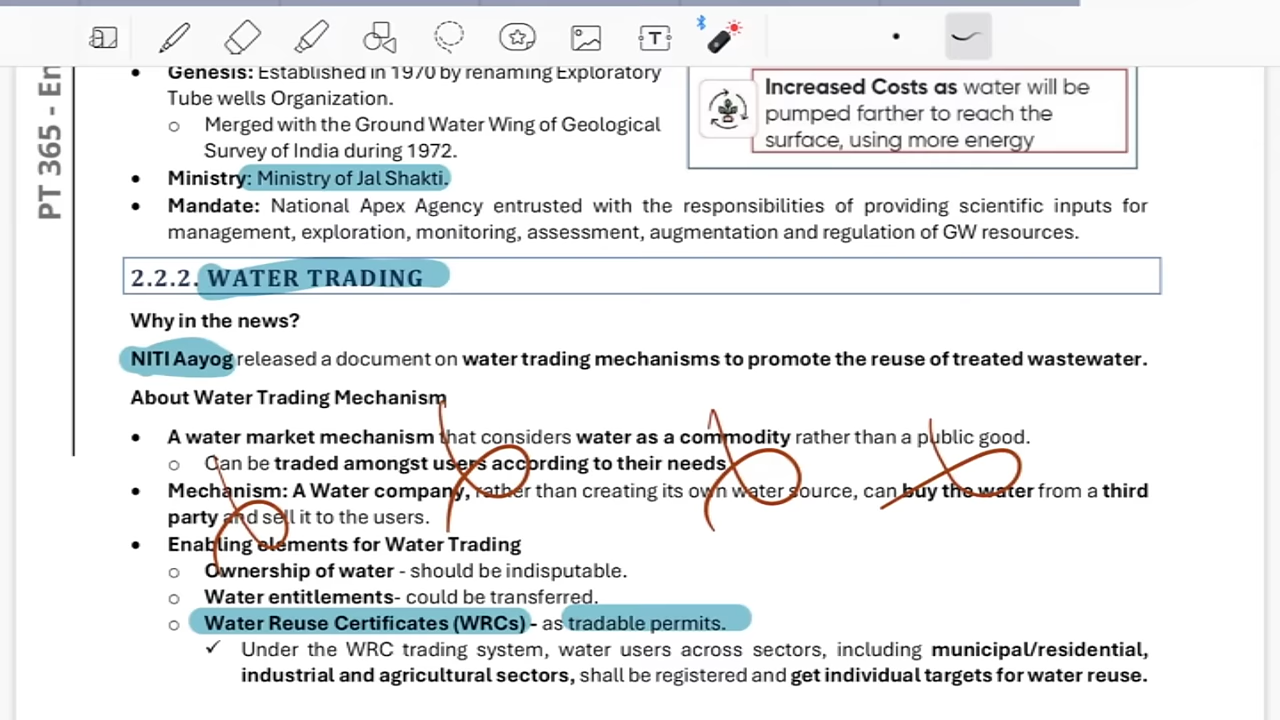 PT 365 - En
Genesis: Established in 1970 by renaming Exploratory
Tube wells Organization.
o Merged with the Ground Water Wing of Geological
Survey of India during 1972.
Increased Costs as water will be
pumped farther to reach the
surface, using more energy
• Ministry: Ministry of Jal Shakti.
• Mandate: National Apex Agency entrusted with the responsibilities of providing scientific inputs for
management, exploration, monitoring, assessment, augmentation and regulation of GW resources.
2.2.2. WATER TRADING
Why in the news?
NITI Aayog released a document on water trading mechanisms to promote the reuse of treated wastewater.
About Water Trading Mechanism
• A water market mechanism that considers water as a commodity rather than a public good.
o Can be traded amongst users according to their needs
• Mechanism: A Water company, rather than creating its own water source, can buy the water from a third
party and sell it to the users.
• Enabling elements for Water Trading
o Ownership of water - should be indisputable.
o Water entitlements- could be transferred.
o Water Reuse Certificates (WRCs) - as tradable permits.
✓ Under the WRC trading system, water users across sectors, including municipal/residential,
industrial and agricultural sectors, shall be registered and get individual targets for water reuse.